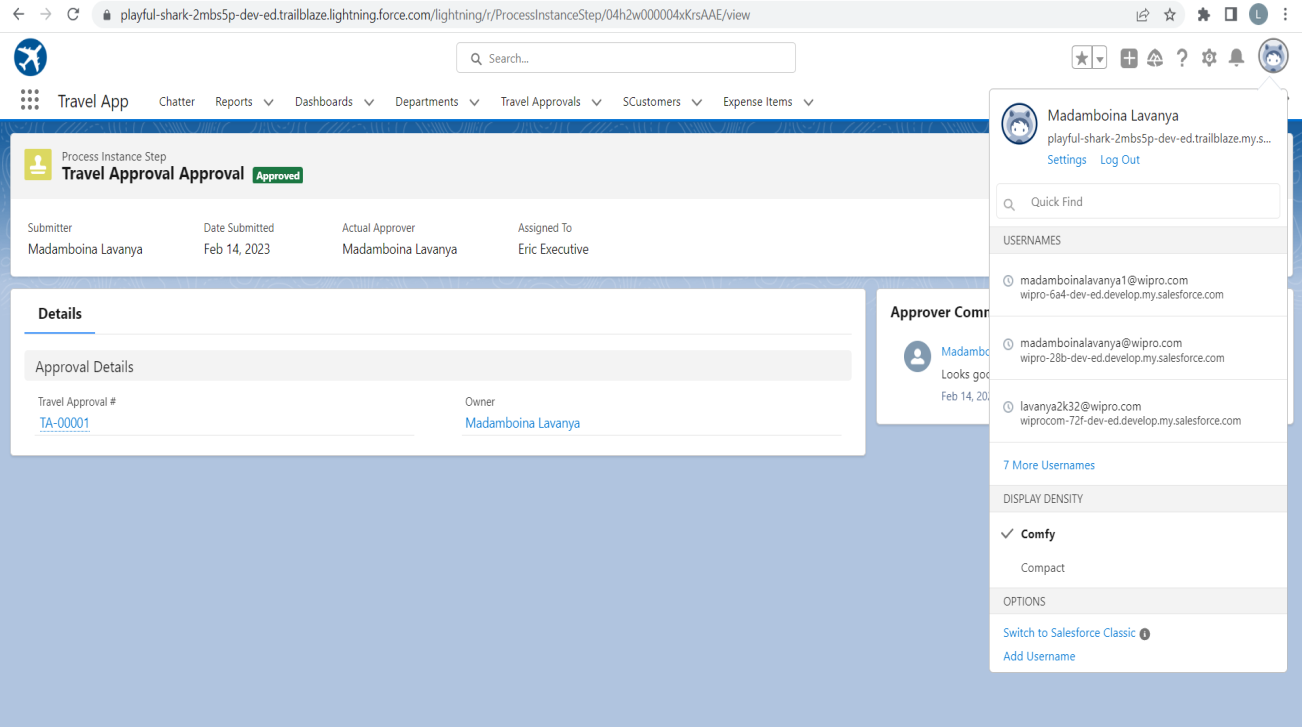 playful-shark-2mbs5p-dev-ed.trailblaze.lightning.force.com/lightning/r/ProcessInstanceStep/04h2w000004xKrsAAE/view
L
Search...
Travel App Chatter Reports Dashboards Departments Travel Approvals SCustomers Expense Items
Process Instance Step
Travel Approval Approval Approved
Submitter Date Submitted Actual Approver Assigned To
Madamboina Lavanya Feb 14, 2023 Madamboina Lavanya Eric Executive
Details
Approval Details
Travel Approval # Owner
TA-00001 Madamboina Lavanya
Approver Comm
Madambo
Looks goo
Feb 14, 20
Madamboina Lavanya
playful-shark-2mbs5p-dev-ed.trailblaze.my.s...
Settings Log Out
Quick Find
USERNAMES
madamboinalavanya1@wipro.com
wipro-6a4-dev-ed.develop.my.salesforce.com
madamboinalavanya@wipro.com
wipro-28b-dev-ed.develop.my.salesforce.com
lavanya2k32@wipro.com
wiprocom-72f-dev-ed.develop.my.salesforce.com
7 More Usernames
DISPLAY DENSITY
Comfy
Compact
OPTIONS
Switch to Salesforce Classic
Add Username